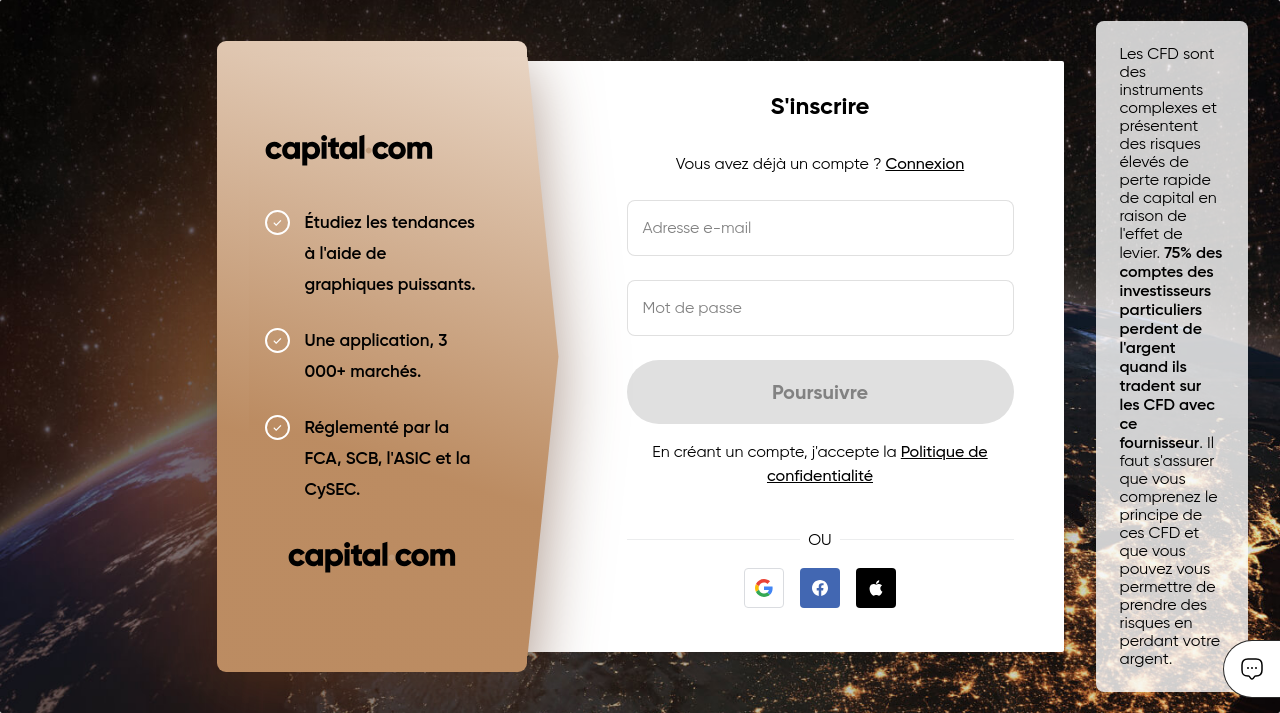 capital.com
Étudiez les tendances
à l'aide de
graphiques puissants.
Une application, 3
000+ marchés.
Réglementé par la
FCA, SCB, l'ASIC et la
CySEC.
capital com
S'inscrire
Vous avez déjà un compte ? Connexion
Adresse e-mail
Mot de passe
Poursuivre
En créant un compte, j'accepte la Politique de
confidentialité
OU
Les CFD sont
des
instruments
complexes et
présentent
des risques
élevés de
perte rapide
de capital en
raison de
l'effet de
levier. 75% des
comptes des
investisseurs
particuliers
perdent de
l'argent
quand ils
tradent sur
les CFD avec
ce
fournisseur. Il
faut s'assurer
que vous
comprenez le
principe de
ces CFD et
que vous
pouvez vous
permettre de
prendre des
risques en
perdant votre
argent.